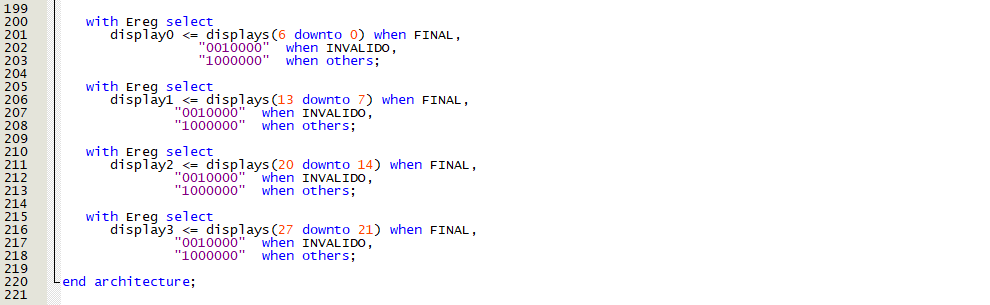 199
200 with Ereg select
201 display0 <= displays(6 downto 0) when FINAL,
202 "0010000" when INVALIDO,
203 "1000000" when others;
204
205 with Ereg select
206 display1 <= displays(13 downto 7) when FINAL,
207 "0010000" when INVALIDO,
208 "1000000" when others;
209
210 with Ereg select
211 display2 <= displays(20 downto 14) when FINAL,
212 "0010000" when INVALIDO,
213 "1000000" when others;
214
215 with Ereg select
216 display3 <= displays(27 downto 21) when FINAL,
217 "0010000" when INVALIDO,
218 "1000000" when others;
219
220 end architecture;
221